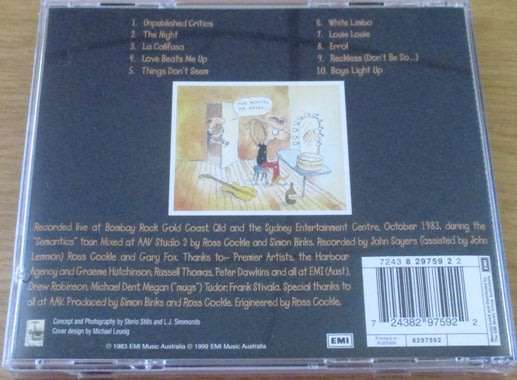 1. Unpublished Critics
2. The Night
3. La Califusa
4. Love Beats Me Up
5. Things Don't Seem
6. White Limbo
7. Louie Louie
8. Errol
9. Reckless (Don't Be So...)
10. Boys Light Up
Recorded live at Bombay Rock Gold Coast, Qld and the Sydney Entertainment Centre, October 1983, during the
"Semantics" tour. Mixed at AAV Studio 2 by Ross Cockle and Simon Binks. Recorded by John Sayers (assisted by John
Lemmon) Ross Cockle and Gary Fox. Thanks to- Premier Artists, the Harbour
Agency and Graeme Hutchinson; Russell Thomas, Peter Dawkins and all at EMI (Aust),
Drew Robinson, Michael Dent, Megan ("mugs") Tudor, Frank Stivala. Special thanks to
all at AAV. Produced by Simon Binks and Ross Cockle. Engineered by Ross Cockle.
7243 8 29759 2 2
7 24382 97592 2
Printed in
Australia
8297592
EMI
Concept and Photography by Stono Stills and L.J. Simmonds
Cover design by Michael Leunig
© 1983 EMI Music Australia ℗ 1992 EMI Music Australia
EMI